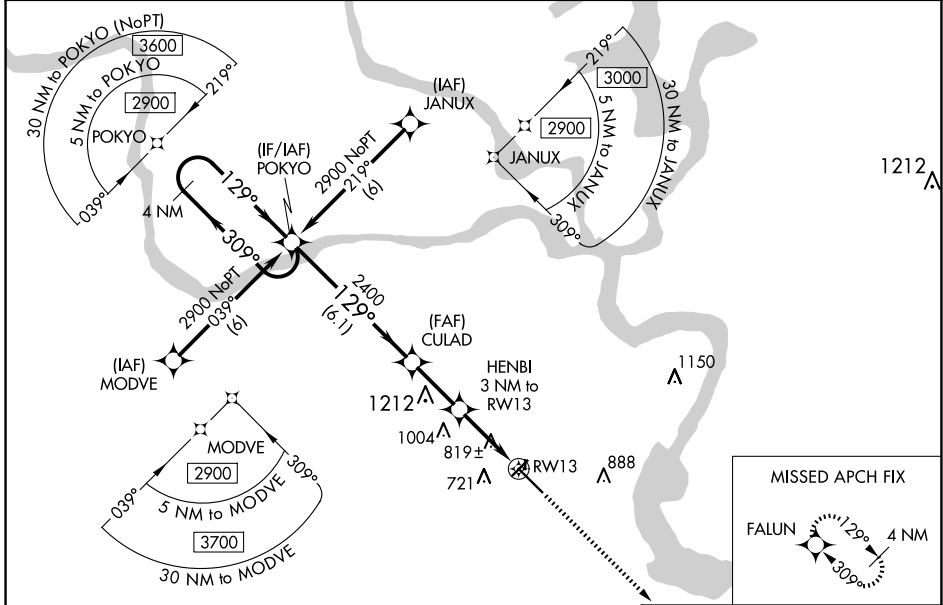 30 NM to POKYO (NoPT)
3600
5 NM to POKYO
2900
219°
POKYO
039°
(IAF)
JANUX
2900 NoPT
219°
(6)
219°
3000
5 NM to JANUX
2900
30 NM to JANUX
JANUX
309°
1212
(IF/IAF)
POKYO
129°
4 NM
309°
2900 NoPT
039°
(6)
(IAF)
MODVE
2400
129°
(6.1)
(FAF)
CULAD
HENBI
3 NM to
RW13
1150
1212
1004
819±
721
RW13
888
MODVE
2900
039°
309°
5 NM to MODVE
3700
30 NM to MODVE
MISSED APCH FIX
FALUN
129°
4 NM
309°